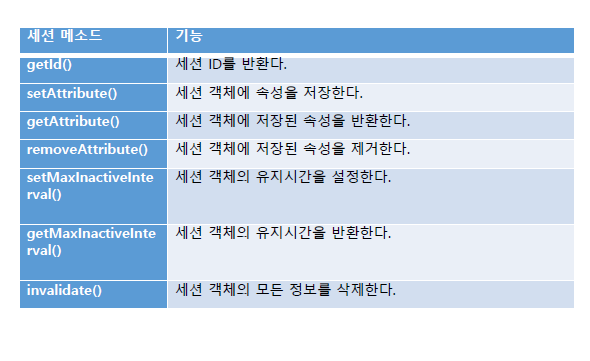 세션 메소드 기능
getId() 세션 ID를 반환다.
setAttribute() 세션 객체에 속성을 저장한다.
getAttribute() 세션 객체에 저장된 속성을 반환한다.
removeAttribute() 세션 객체에 저장된 속성을 제거한다.
setMaxInactiveInte 세션 객체의 유지시간을 설정한다.
rval()
getMaxInactiveInte 세션 객체의 유지시간을 반환한다.
rval()
invalidate() 세션 객체의 모든 정보를 삭제한다.